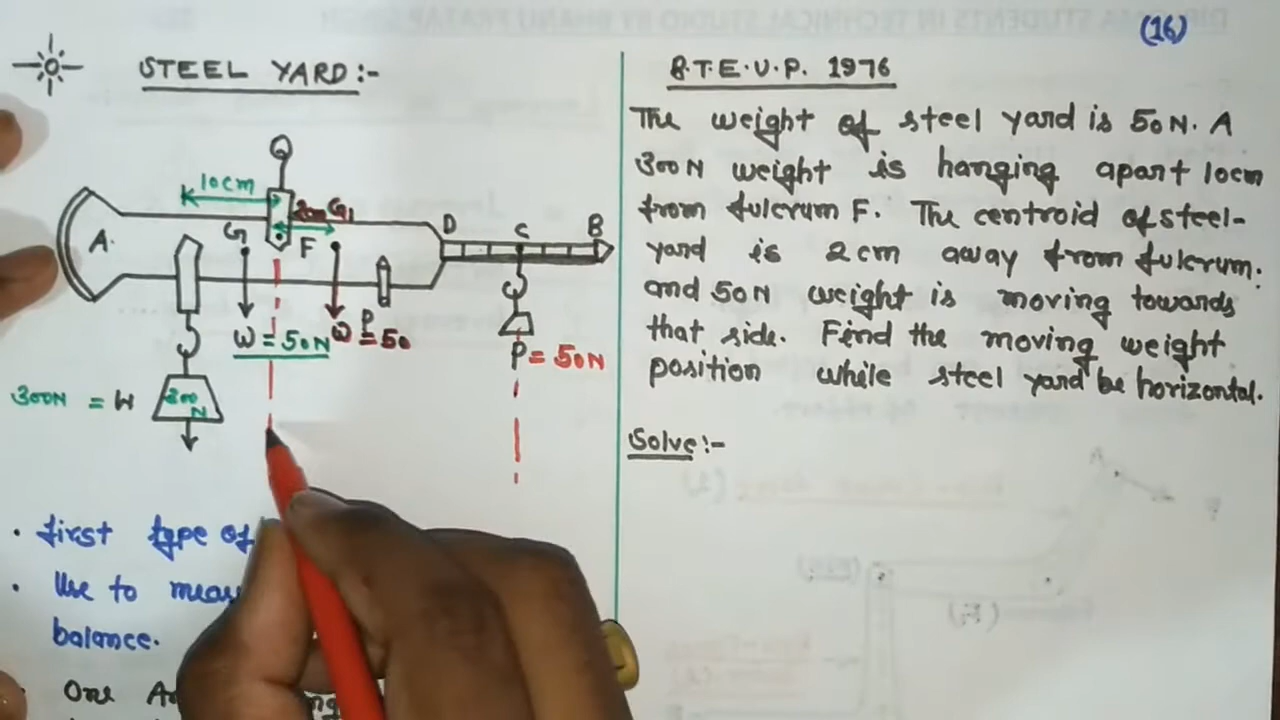 (16)
STEEL YARD:-
10cm
2cm
G1
G
F
A.
D
C
B
W = 50N
W
P
= 50
P = 50N
300N = W
300
N
• first type of
• Use to meas
balance.
B.T.E.U.P. 1976
The weight of steel yard is 50N. A
300N weight is hanging apart 10cm
from fulcrum F. The centroid of steel-
yard is 2cm away from fulcrum.
and 50N weight is moving towards
that side. Find the moving weight
position while steel yard be horizontal.
Solve:-